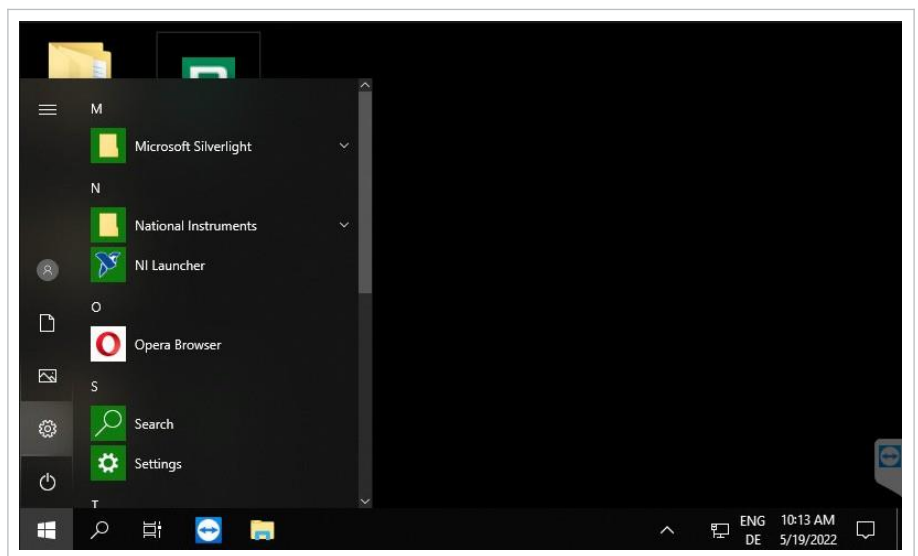 M
Microsoft Silverlight
N
National Instruments
NI Launcher
O
Opera Browser
S
Search
Settings
T
ENG 10:13 AM
DE 5/19/2022